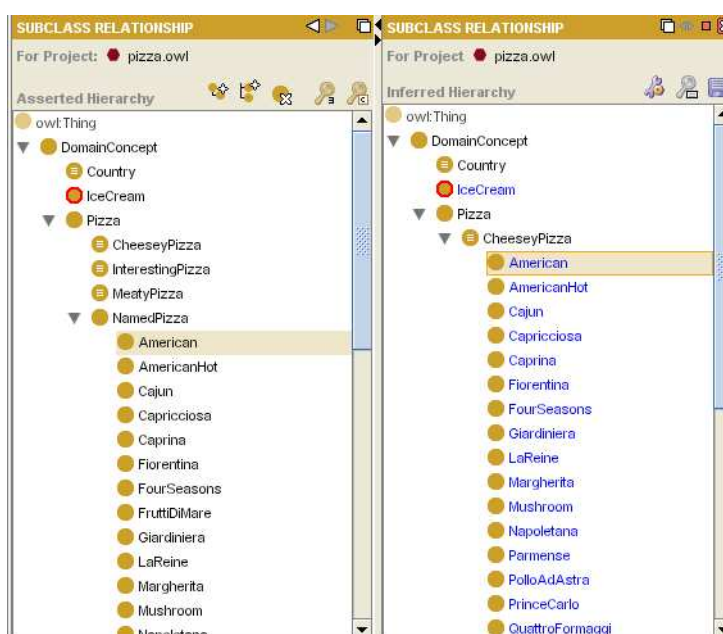 SUBCLASS RELATIONSHIP
For Project: pizza.owl
Asserted Hierarchy
owl:Thing
DomainConcept
Country
IceCream
Pizza
CheeseyPizza
InterestingPizza
MeatyPizza
NamedPizza
American
AmericanHot
Cajun
Capricciosa
Caprina
Fiorentina
FourSeasons
FruttiDiMare
Giardiniera
LaReine
Margherita
Mushroom
Napoletana
SUBCLASS RELATIONSHIP
For Project pizza.owl
Inferred Hierarchy
owl:Thing
DomainConcept
Country
IceCream
Pizza
CheeseyPizza
American
AmericanHot
Cajun
Capricciosa
Caprina
Fiorentina
FourSeasons
Giardiniera
LaReine
Margherita
Mushroom
Napoletana
Parmense
PolloAdAstra
PrinceCarlo
QuattroFormaggi